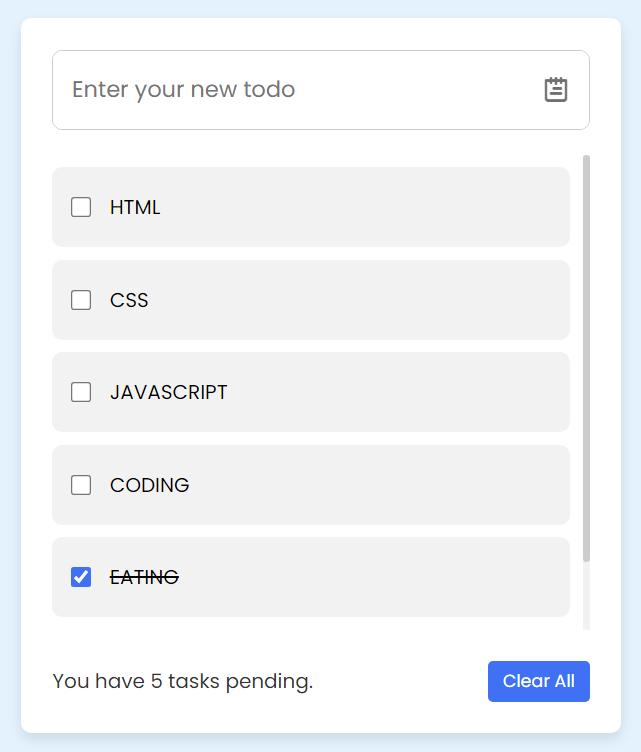 Enter your new todo
HTML
CSS
JAVASCRIPT
CODING
EATING
You have 5 tasks pending.
Clear All